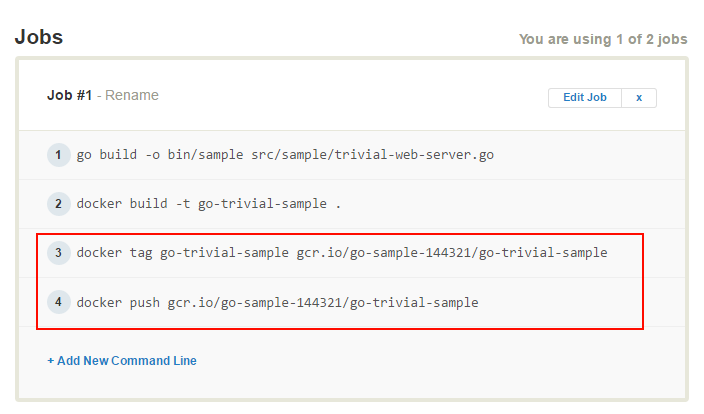 Jobs
You are using 1 of 2 jobs
Job #1 - Rename
Edit Job x
1 go build -o bin/sample src/sample/trivial-web-server.go
2 docker build -t go-trivial-sample .
3 docker tag go-trivial-sample gcr.io/go-sample-144321/go-trivial-sample
4 docker push gcr.io/go-sample-144321/go-trivial-sample
+ Add New Command Line